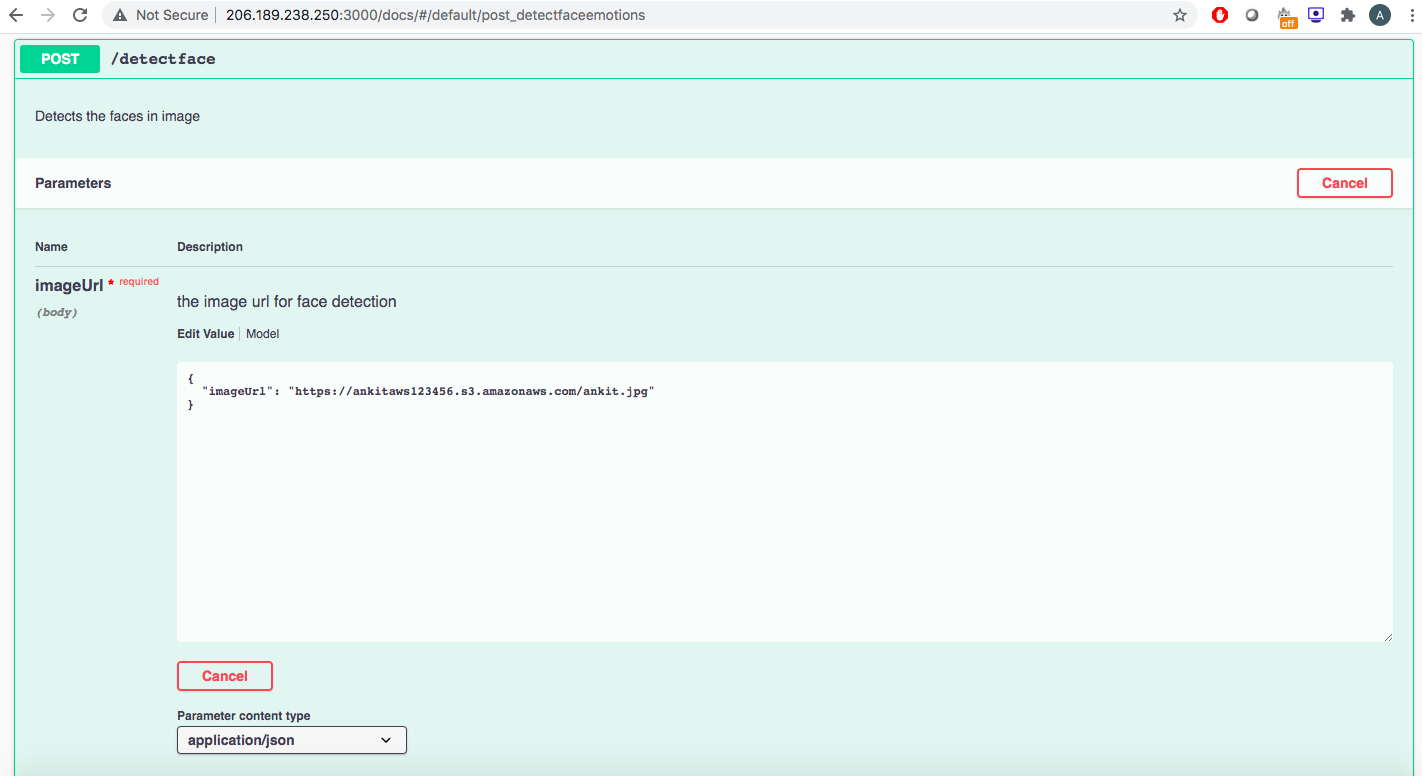 Not Secure 206.189.238.250:3000/docs/#/default/post_detectfaceemotions
off
A
POST /detectface
Detects the faces in image
Parameters
Cancel
Name Description
imageUrl * required
(body)
the image url for face detection
Edit Value Model
{
"imageUrl": "https://ankitaws123456.s3.amazonaws.com/ankit.jpg"
}
Cancel
Parameter content type
application/json